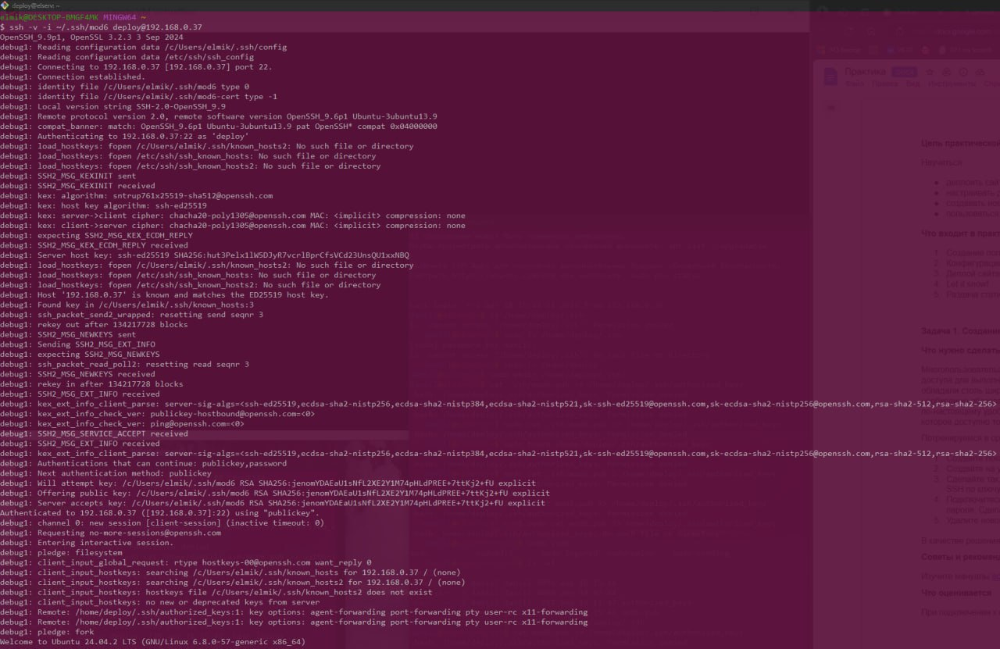 deploy@elserv: ~
elmik@DESKTOP-BMGF4MK MINGW64 ~
$ ssh -v -i ~/.ssh/mod6 deploy@192.168.0.37
OpenSSH_9.9p1, OpenSSL 3.2.3 3 Sep 2024
debug1: Reading configuration data /c/Users/elmik/.ssh/config
debug1: Reading configuration data /etc/ssh/ssh_config
debug1: Connecting to 192.168.0.37 [192.168.0.37] port 22.
debug1: Connection established.
debug1: identity file /c/Users/elmik/.ssh/mod6 type 0
debug1: identity file /c/Users/elmik/.ssh/mod6-cert type -1
debug1: Local version string SSH-2.0-OpenSSH_9.9
debug1: Remote protocol version 2.0, remote software version OpenSSH_9.6p1 Ubuntu-3ubuntu13.9
debug1: compat_banner: match: OpenSSH_9.6p1 Ubuntu-3ubuntu13.9 pat OpenSSH* compat 0x04000000
debug1: Authenticating to 192.168.0.37:22 as 'deploy'
debug1: load_hostkeys: fopen /c/Users/elmik/.ssh/known_hosts2: No such file or directory
debug1: load_hostkeys: fopen /etc/ssh/ssh_known_hosts: No such file or directory
debug1: load_hostkeys: fopen /etc/ssh/ssh_known_hosts2: No such file or directory
debug1: SSH2_MSG_KEXINIT sent
debug1: SSH2_MSG_KEXINIT received
debug1: kex: algorithm: sntrup761x25519-sha512@openssh.com
debug1: kex: host key algorithm: ssh-ed25519
debug1: kex: server->client cipher: chacha20-poly1305@openssh.com MAC: <implicit> compression: none
debug1: kex: client->server cipher: chacha20-poly1305@openssh.com MAC: <implicit> compression: none
debug1: expecting SSH2_MSG_KEX_ECDH_REPLY
debug1: SSH2_MSG_KEX_ECDH_REPLY received
debug1: Server host key: ssh-ed25519 SHA256:hut3Pelx1lW5DJyR7vcrlBprCfsVCd23UnsQU1xxNBQ
debug1: load_hostkeys: fopen /c/Users/elmik/.ssh/known_hosts2: No such file or directory
debug1: load_hostkeys: fopen /etc/ssh/ssh_known_hosts: No such file or directory
debug1: load_hostkeys: fopen /etc/ssh/ssh_known_hosts2: No such file or directory
debug1: Host '192.168.0.37' is known and matches the ED25519 host key.
debug1: Found key in /c/Users/elmik/.ssh/known_hosts:3
debug1: ssh_packet_send2_wrapped: resetting send seqnr 3
debug1: rekey out after 134217728 blocks
debug1: SSH2_MSG_NEWKEYS sent
debug1: Sending SSH2_MSG_EXT_INFO
debug1: expecting SSH2_MSG_NEWKEYS
debug1: ssh_packet_read_poll2: resetting read seqnr 3
debug1: SSH2_MSG_NEWKEYS received
debug1: rekey in after 134217728 blocks
debug1: SSH2_MSG_EXT_INFO received
debug1: kex_ext_info_client_parse: server-sig-algs=<ssh-ed25519,ecdsa-sha2-nistp256,ecdsa-sha2-nistp384,ecdsa-sha2-nistp521,sk-ssh-ed25519@openssh.com,sk-ecdsa-sha2-nistp256@openssh.com,rsa-sha2-512,rsa-sha2-256>
debug1: kex_ext_info_check_ver: publickey-hostbound@openssh.com=<0>
debug1: kex_ext_info_check_ver: ping@openssh.com=<0>
debug1: SSH2_MSG_SERVICE_ACCEPT received
debug1: SSH2_MSG_EXT_INFO received
debug1: kex_ext_info_client_parse: server-sig-algs=<ssh-ed25519,ecdsa-sha2-nistp256,ecdsa-sha2-nistp384,ecdsa-sha2-nistp521,sk-ssh-ed25519@openssh.com,sk-ecdsa-sha2-nistp256@openssh.com,rsa-sha2-512,rsa-sha2-256>
debug1: Authentications that can continue: publickey,password
debug1: Next authentication method: publickey
debug1: Will attempt key: /c/Users/elmik/.ssh/mod6 RSA SHA256:jenomYDAEaU1sNfL2XE2Y1M74pHLdPREE+7ttKj2+fU explicit
debug1: Offering public key: /c/Users/elmik/.ssh/mod6 RSA SHA256:jenomYDAEaU1sNfL2XE2Y1M74pHLdPREE+7ttKj2+fU explicit
debug1: Server accepts key: /c/Users/elmik/.ssh/mod6 RSA SHA256:jenomYDAEaU1sNfL2XE2Y1M74pHLdPREE+7ttKj2+fU explicit
Authenticated to 192.168.0.37 ([192.168.0.37]:22) using "publickey".
debug1: channel 0: new session [client-session] (inactive timeout: 0)
debug1: Requesting no-more-sessions@openssh.com
debug1: Entering interactive session.
debug1: pledge: filesystem
debug1: client_input_global_request: rtype hostkeys-00@openssh.com want_reply 0
debug1: client_input_hostkeys: searching /c/Users/elmik/.ssh/known_hosts for 192.168.0.37 / (none)
debug1: client_input_hostkeys: searching /c/Users/elmik/.ssh/known_hosts2 for 192.168.0.37 / (none)
debug1: client_input_hostkeys: hostkeys file /c/Users/elmik/.ssh/known_hosts2 does not exist
debug1: client_input_hostkeys: no new or deprecated keys from server
debug1: Remote: /home/deploy/.ssh/authorized_keys:1: key options: agent-forwarding port-forwarding pty user-rc x11-forwarding
debug1: Remote: /home/deploy/.ssh/authorized_keys:1: key options: agent-forwarding port-forwarding pty user-rc x11-forwarding
debug1: pledge: fork
Welcome to Ubuntu 24.04.2 LTS (GNU/Linux 6.8.0-57-generic x86_64)
Практика
Файл Правка Вид Инструменты
Цель практической
Научиться
Что входит в прак
Let it snow!
Задача 1. Создание
Что нужно сделать
Советы и рекоменд
Что оценивается